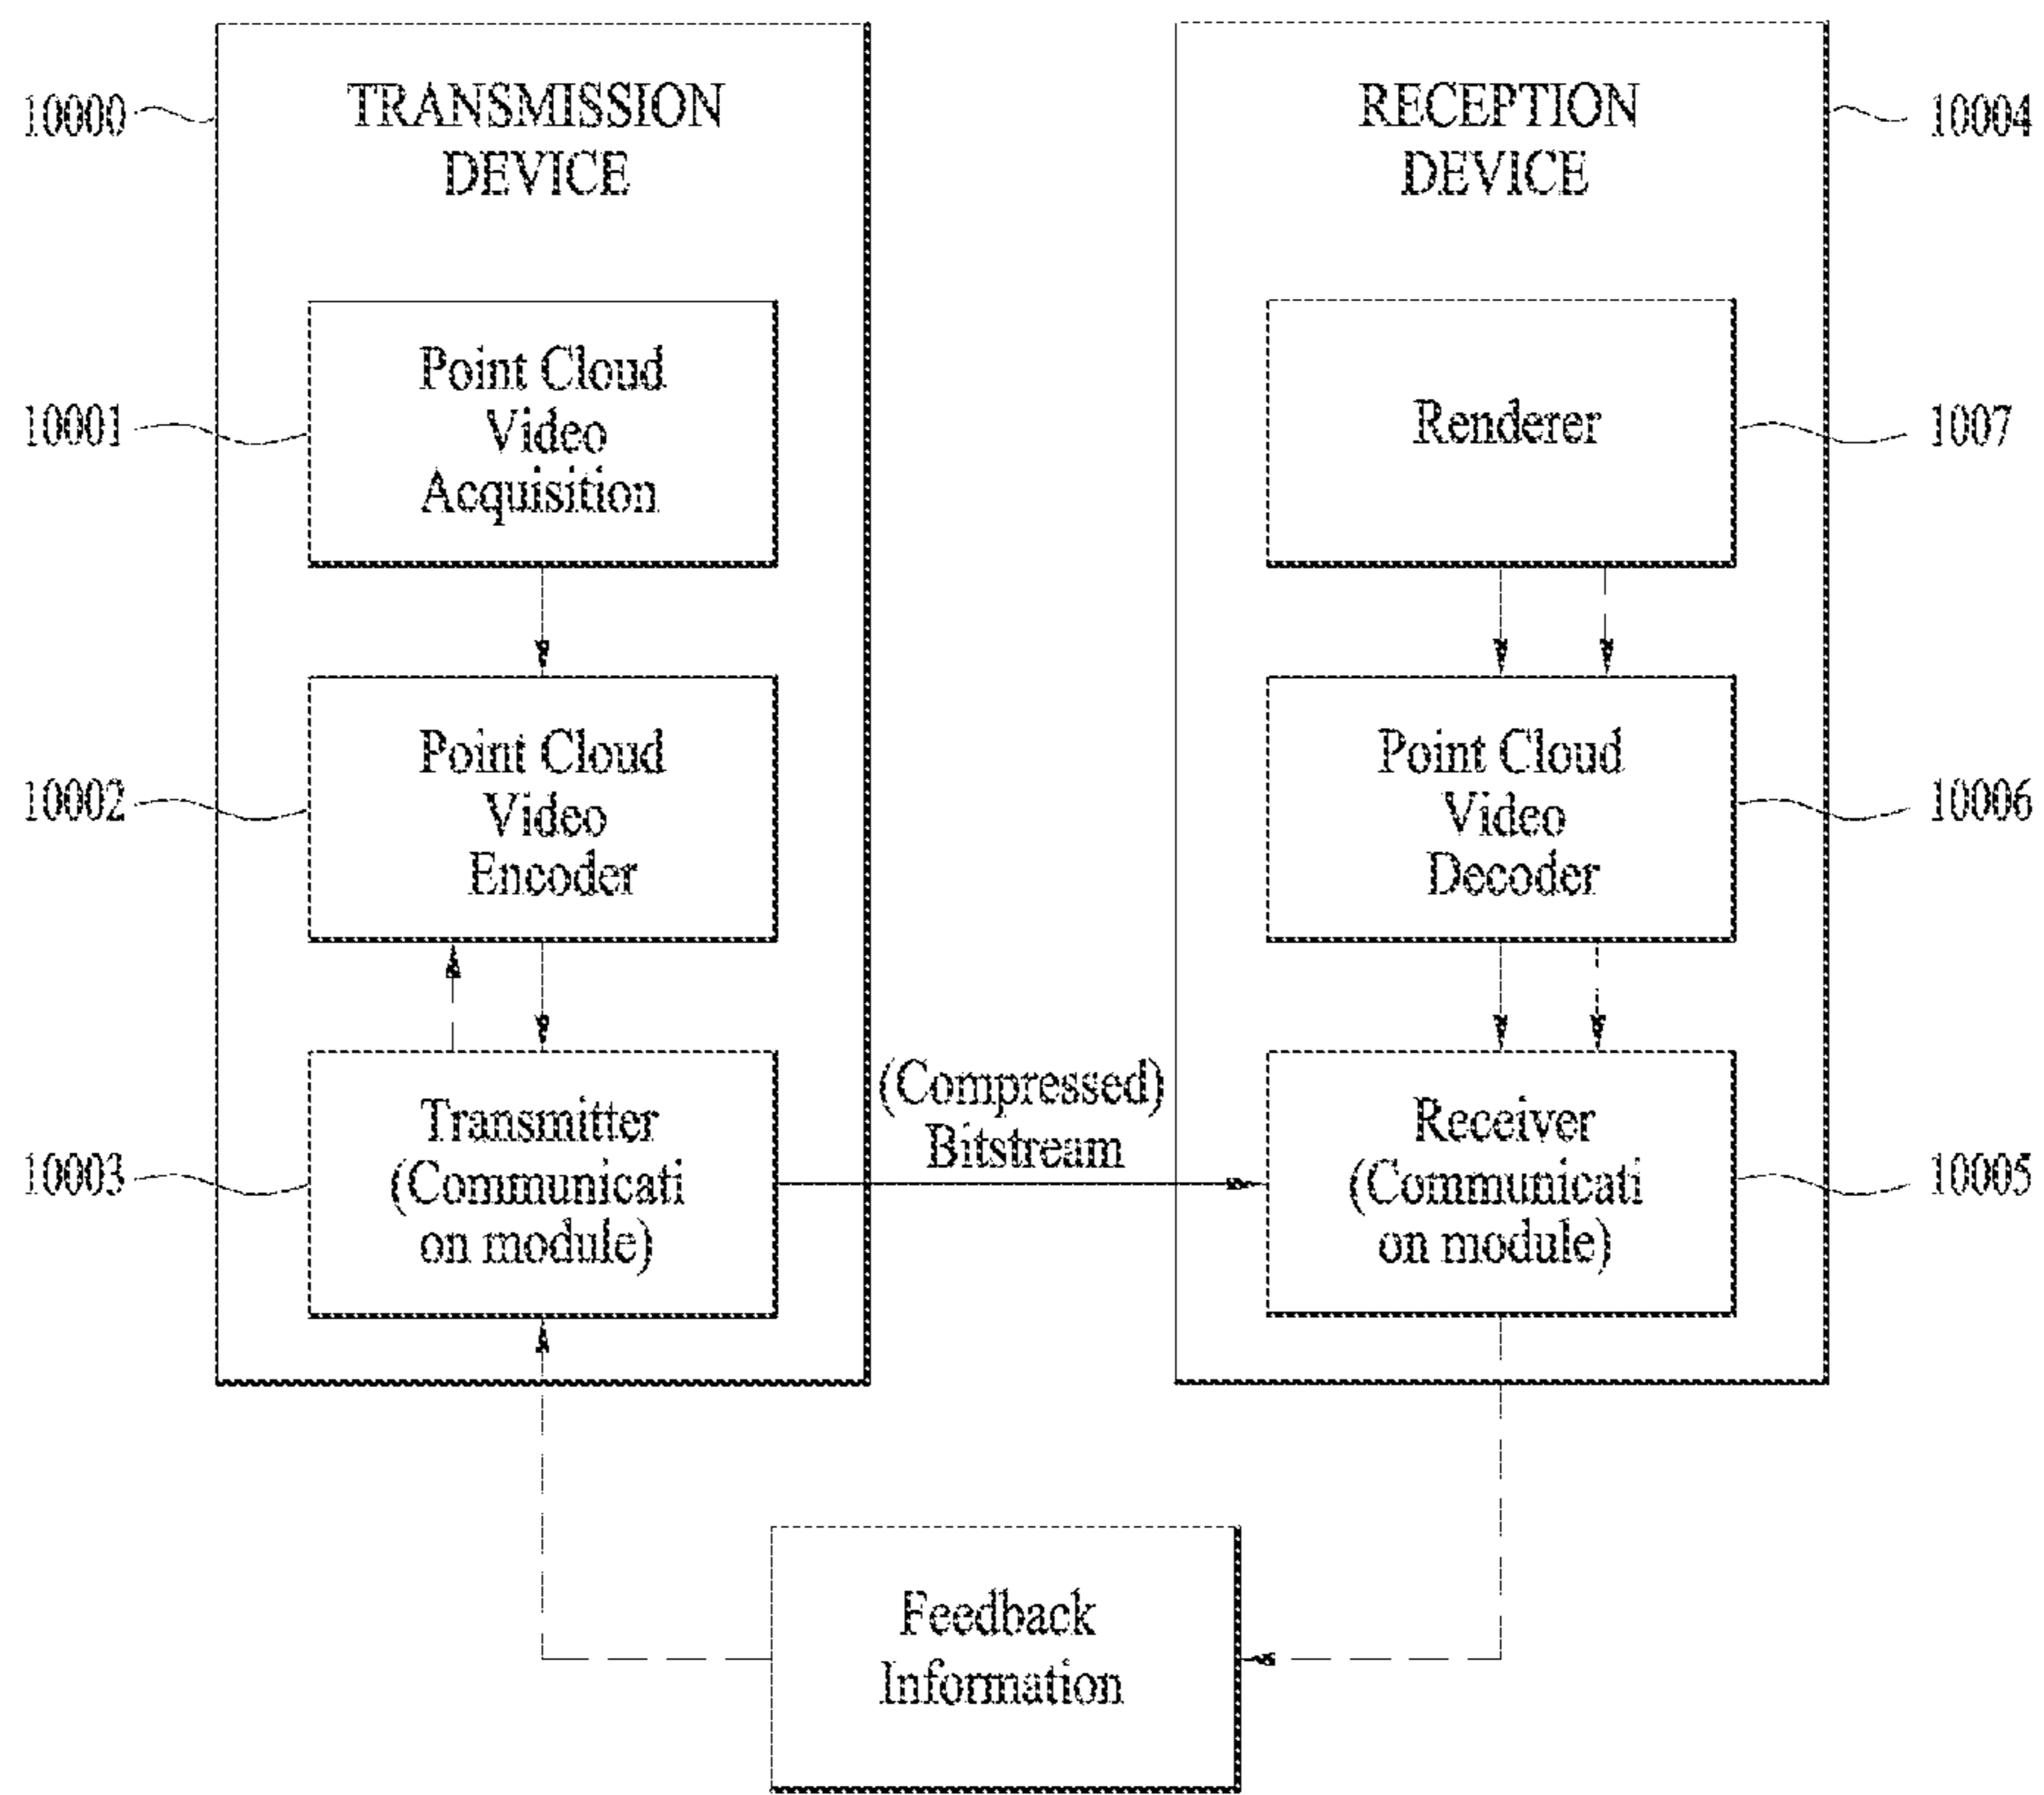 10000
TRANSMISSION
DEVICE
10001
Point Cloud
Video
Acquisition
10002
Point Cloud
Video
Encoder
10003
Transmitter
(Communicati
on module)
(Compressed)
Bitstream
RECEPTION
DEVICE
10004
Renderer
1007
Point Cloud
Video
Decoder
10006
Receiver
(Communicati
on module)
10005
Feedback
Information